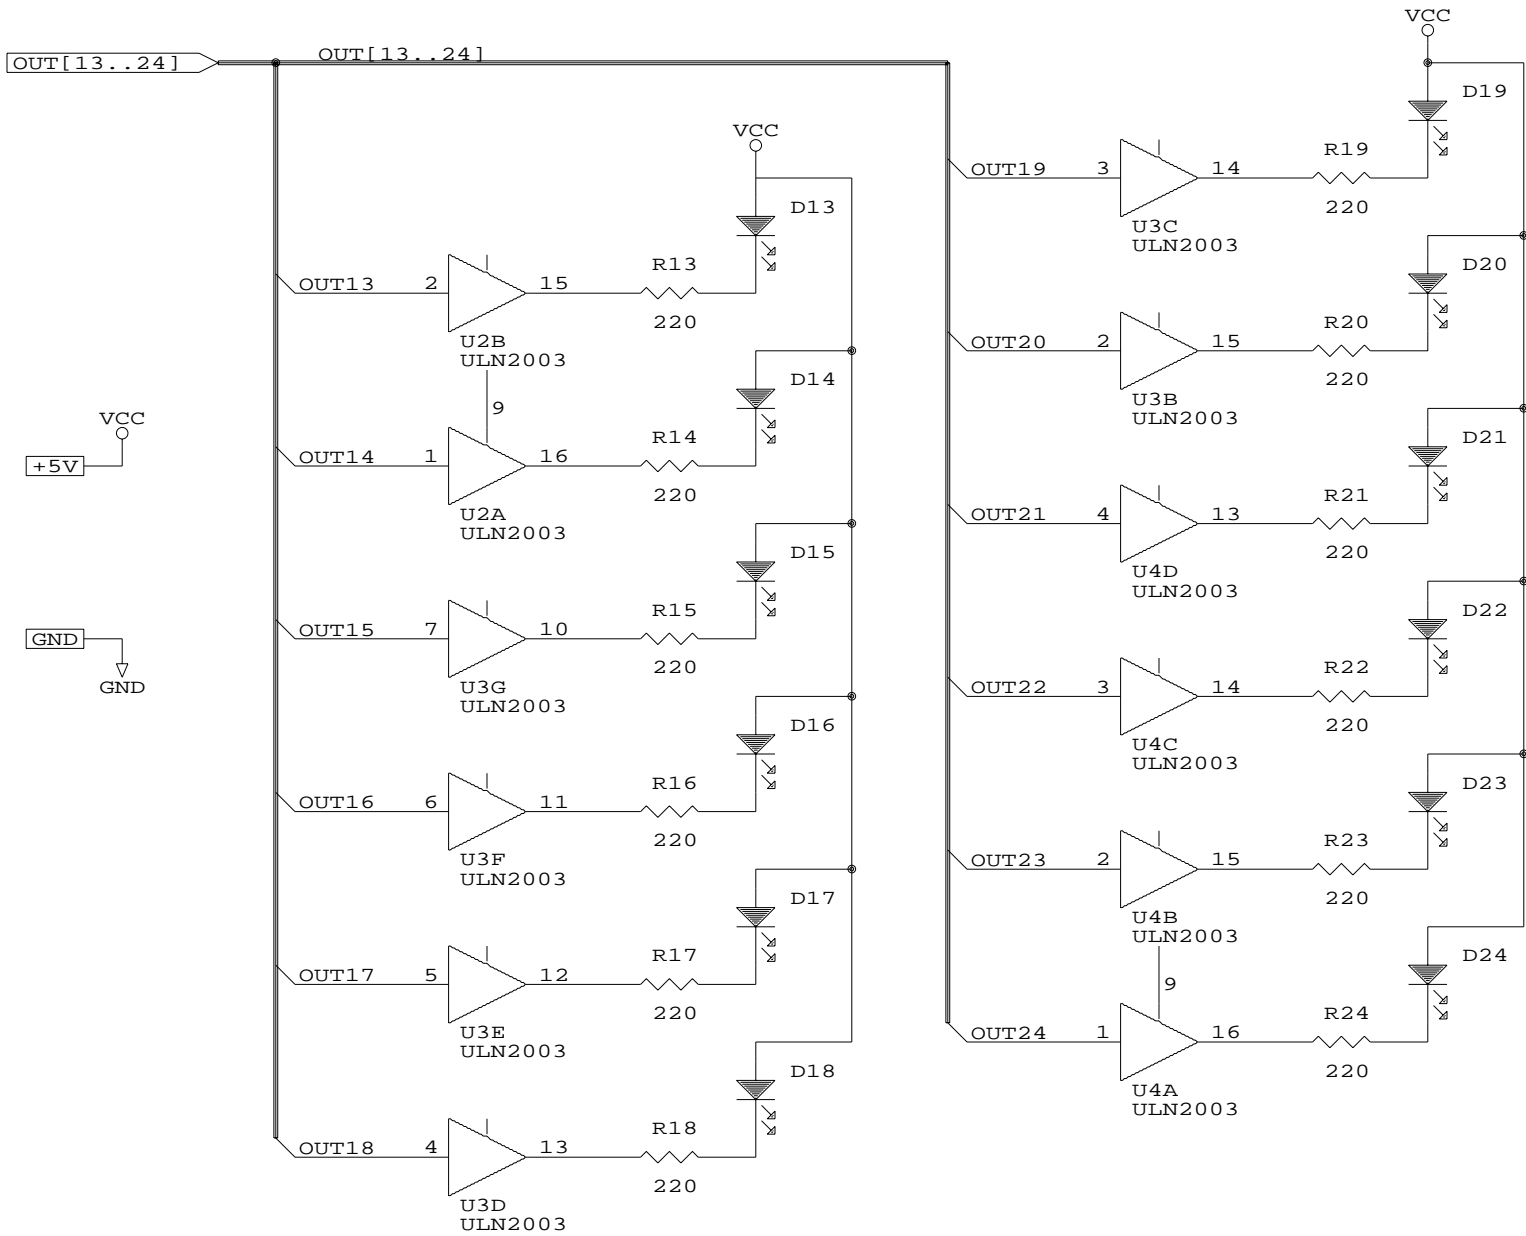 OUT[13..24]
OUT[13..24]
+5V
VCC
GND
GND
VCC
D13
OUT13
2
15
R13
220
U2B
ULN2003
D14
9
OUT14
1
16
R14
220
U2A
ULN2003
D15
OUT15
7
10
R15
220
U3G
ULN2003
D16
OUT16
6
11
R16
220
U3F
ULN2003
D17
OUT17
5
12
R17
220
U3E
ULN2003
D18
OUT18
4
13
R18
220
U3D
ULN2003
VCC
D19
OUT19
3
14
R19
220
U3C
ULN2003
D20
OUT20
2
15
R20
220
U3B
ULN2003
D21
OUT21
4
13
R21
220
U4D
ULN2003
D22
OUT22
3
14
R22
220
U4C
ULN2003
D23
OUT23
2
15
R23
220
U4B
ULN2003
D24
9
OUT24
1
16
R24
220
U4A
ULN2003